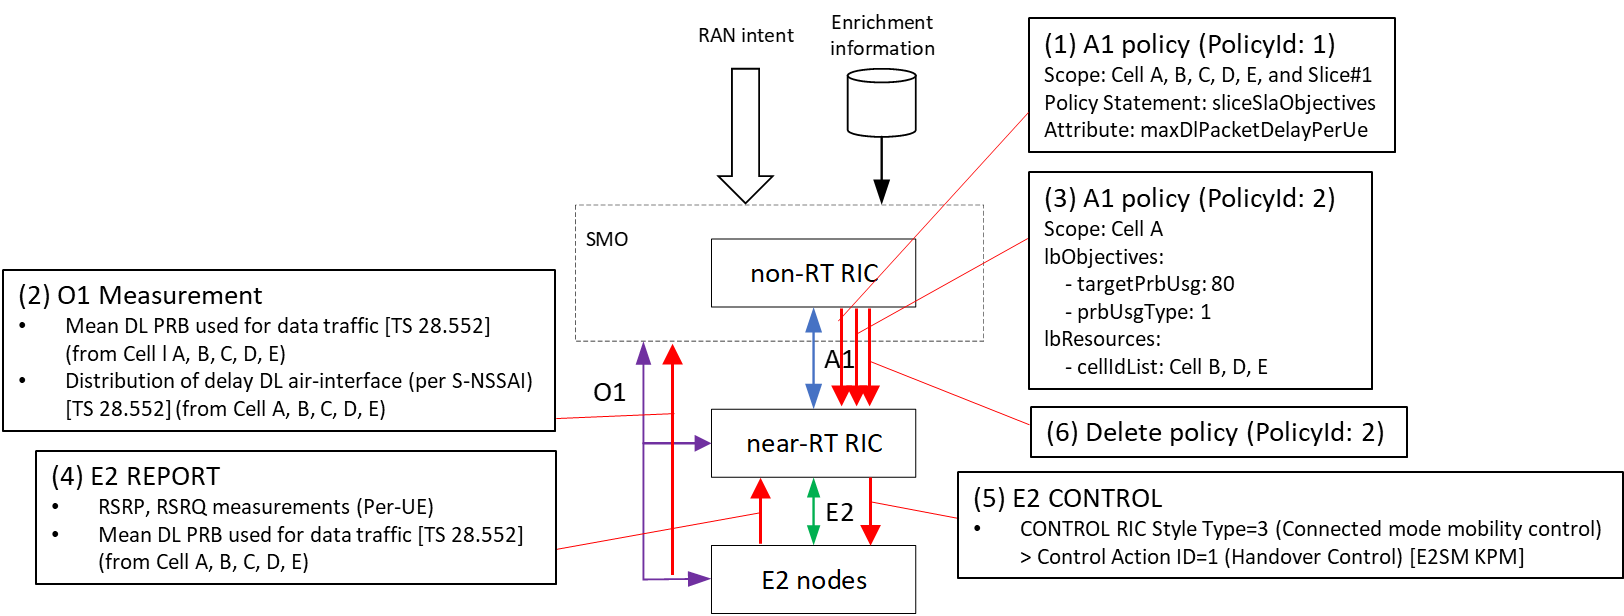 RAN intent
Enrichment
information
(1) A1 policy (PolicyId: 1)
Scope: Cell A, B, C, D, E, and Slice#1
Policy Statement: sliceSlaObjectives
Attribute: maxDlPacketDelayPerUe
(3) A1 policy (PolicyId: 2)
Scope: Cell A
lbObjectives:
- targetPrbUsg: 80
- prbUsgType: 1
lbResources:
- cellIdList: Cell B, D, E
SMO
non-RT RIC
(2) O1 Measurement
• Mean DL PRB used for data traffic [TS 28.552]
(from Cell l A, B, C, D, E)
• Distribution of delay DL air-interface (per S-NSSAI)
[TS 28.552] (from Cell A, B, C, D, E)
A1
O1
near-RT RIC
(6) Delete policy (PolicyId: 2)
(4) E2 REPORT
• RSRP, RSRQ measurements (Per-UE)
• Mean DL PRB used for data traffic [TS 28.552]
(from Cell A, B, C, D, E)
E2
(5) E2 CONTROL
• CONTROL RIC Style Type=3 (Connected mode mobility control)
> Control Action ID=1 (Handover Control) [E2SM KPM]
E2 nodes